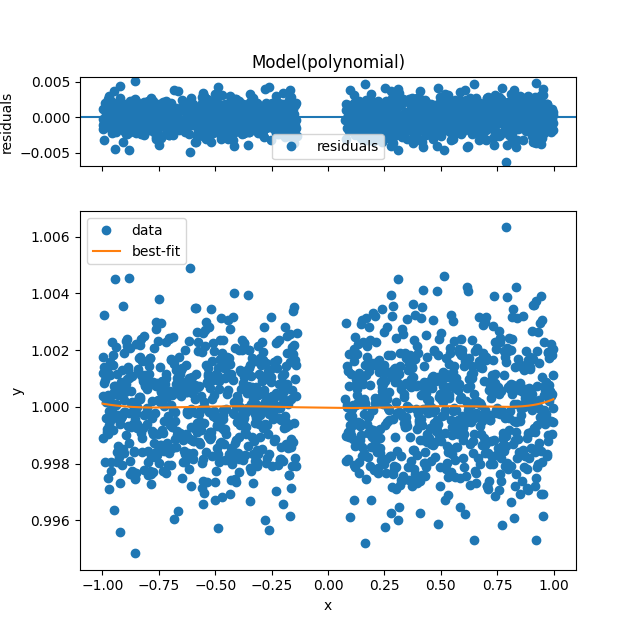 Model(polynomial)
0.005
0.000
−0.005
residuals
residuals
data
best-fit
1.006
1.004
1.002
1.000
0.998
0.996
y
−1.00 −0.75 −0.50 −0.25 0.00 0.25 0.50 0.75 1.00
x